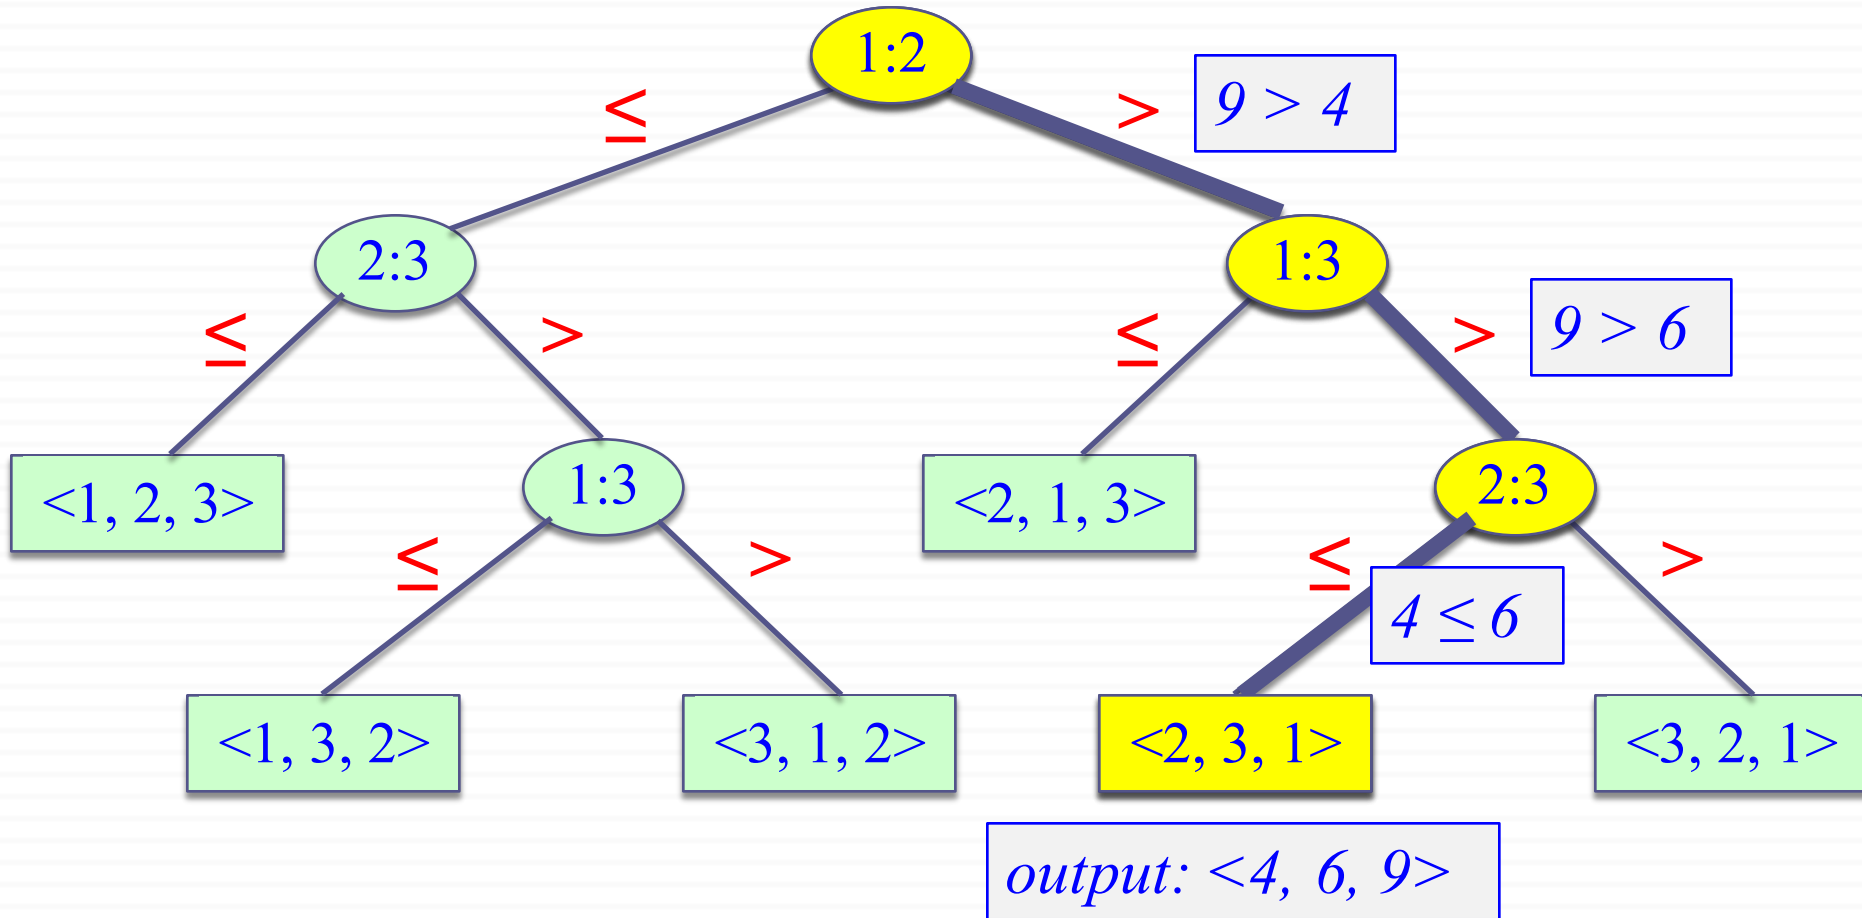 1:2
≤
>
9 > 4
2:3
1:3
≤
>
≤
>
9 > 6
<1, 2, 3>
1:3
<2, 1, 3>
2:3
≤
>
≤
4 ≤ 6
>
<1, 3, 2>
<3, 1, 2>
<2, 3, 1>
<3, 2, 1>
output: <4, 6, 9>